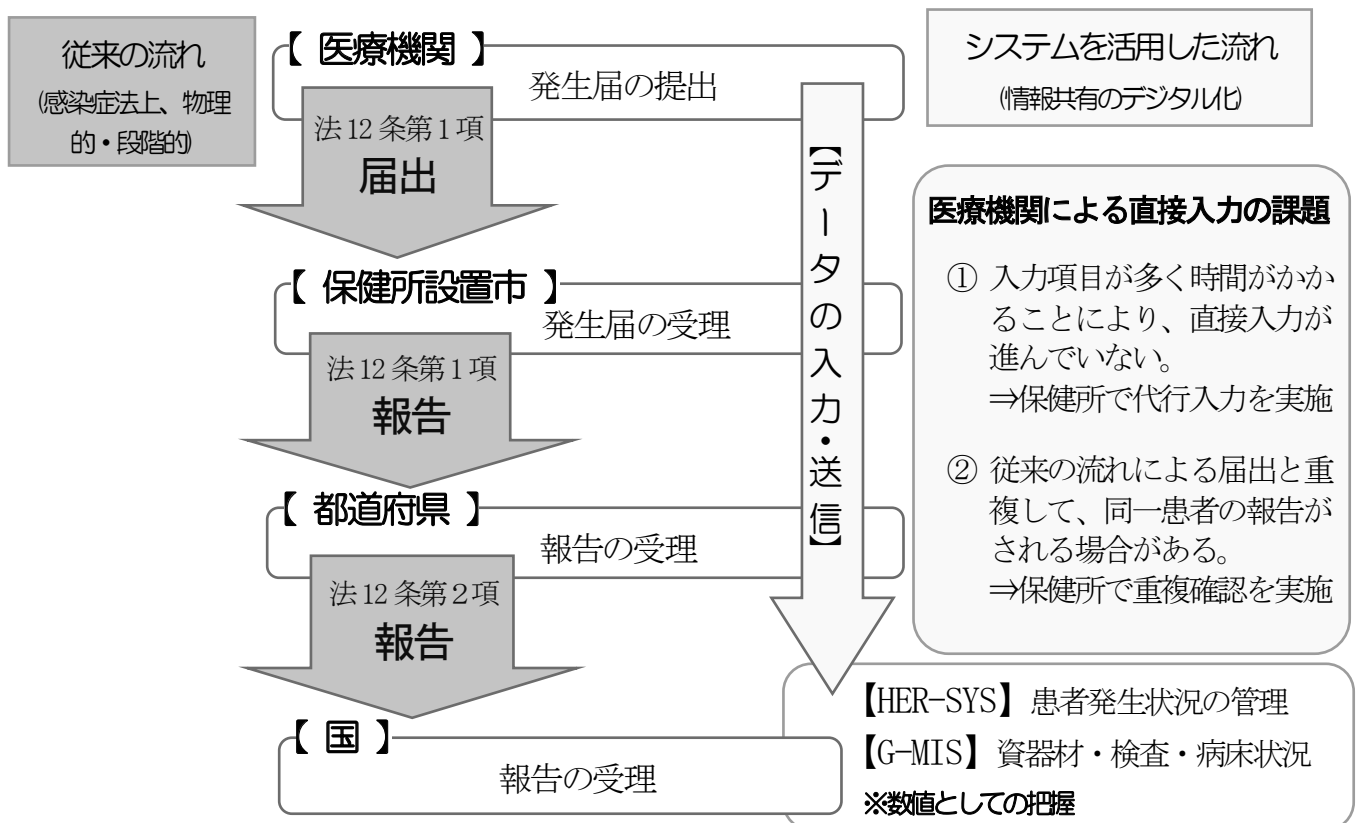 従来の流れ
(感染症法上、物理
的・段階的)
【 医療機関 】
発生届の提出
法12条第1項
届出
【 保健所設置市 】
発生届の受理
法12条第1項
報告
【 都道府県 】
報告の受理
法12条第2項
報告
【 国 】
報告の受理
システムを活用した流れ
(情報共有のデジタル化)
【データの入力・送信】
医療機関による直接入力の課題
① 入力項目が多く時間がかか
ることにより、直接入力が
進んでいない。
⇒保健所で代行入力を実施
② 従来の流れによる届出と重
複して、同一患者の報告が
される場合がある。
⇒保健所で重複確認を実施
【HER-SYS】患者発生状況の管理
【G-MIS】資器材・検査・病床状況
※数値としての把握